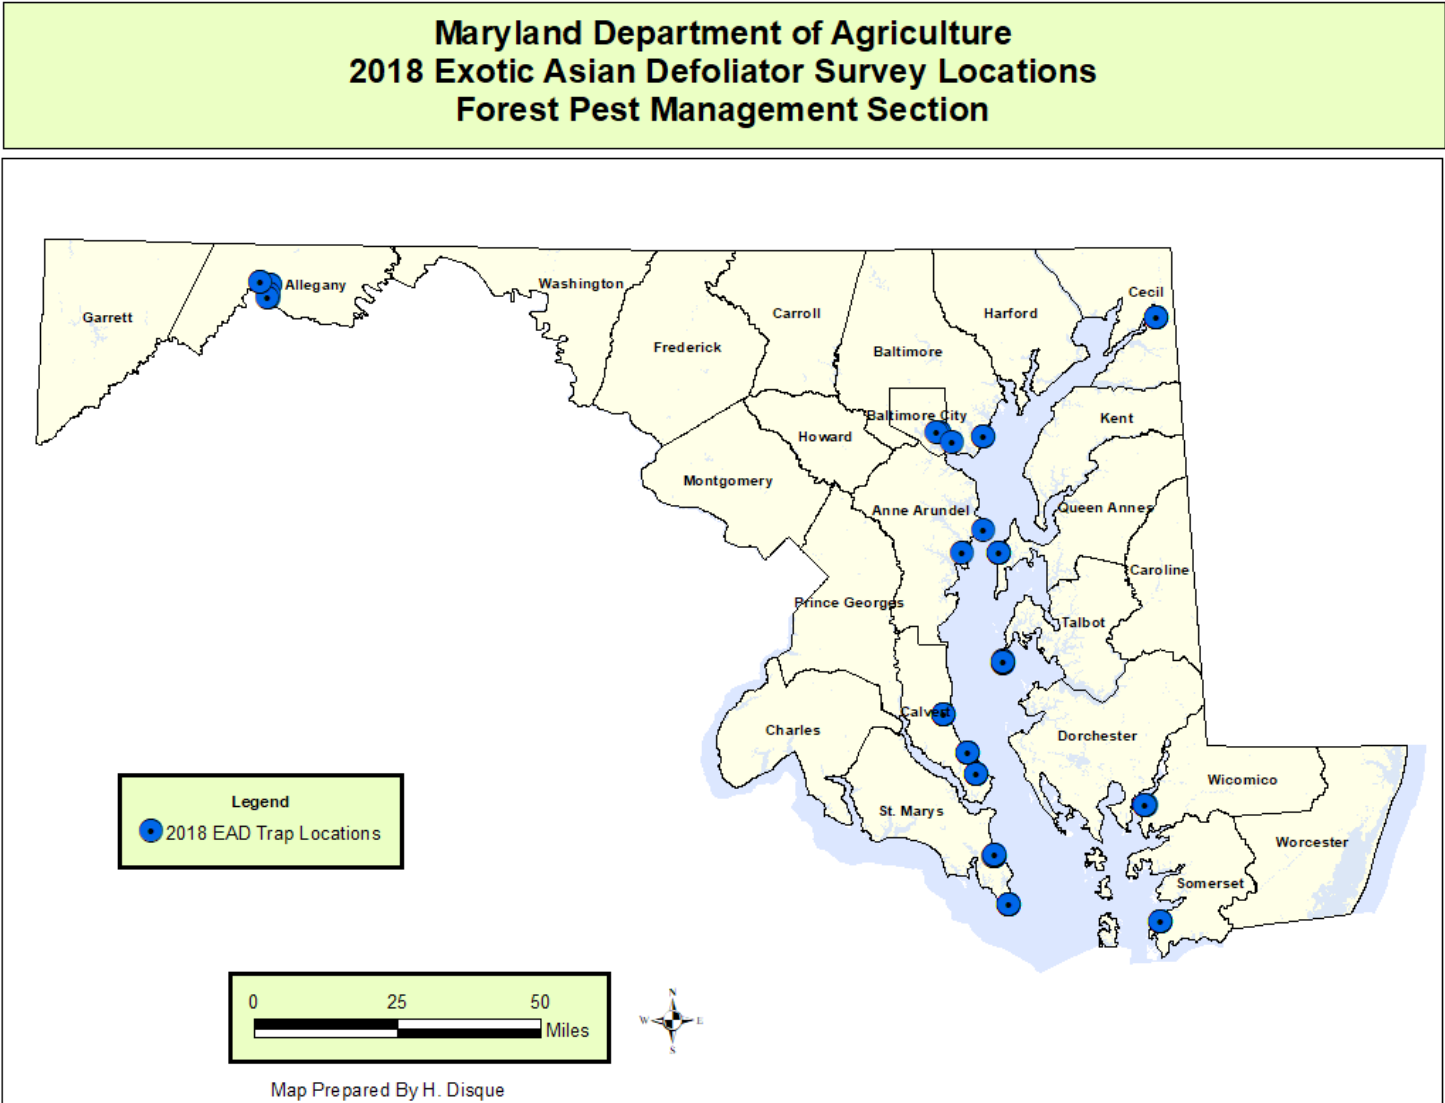 Maryland Department of Agriculture
2018 Exotic Asian Defoliator Survey Locations
Forest Pest Management Section
Garrett
Allegany
Washington
Frederick
Carroll
Baltimore
Harford
Cecil
Baltimore City
Howard
Kent
Montgomery
Anne Arundel
Queen Annes
Caroline
Prince Georges
Talbot
Calvert
Charles
Dorchester
St. Marys
Wicomico
Worcester
Somerset
Legend
2018 EAD Trap Locations
0 25 50
Miles
N
W E
S
Map Prepared By H. Disque